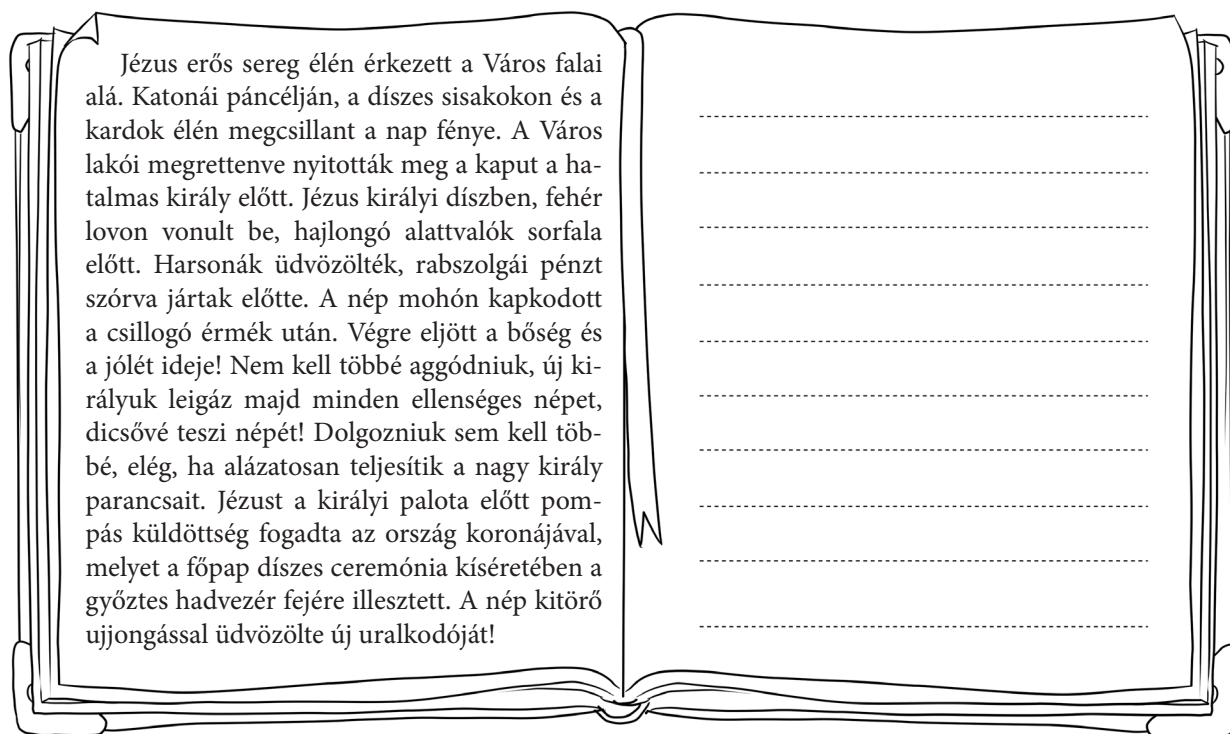 Jézus erős sereg élén érkezett a Város falai
alá. Katonái páncélján, a díszes sisakokon és a
kardok élén megcsillant a nap fénye. A Város
lakói megrettenve nyitották meg a kaput a ha-
talmas király előtt. Jézus királyi díszben, fehér
lovon vonult be, hajlongó alattvalók sorfala
előtt. Harsonák üdvözölték, rabszolgái pénzt
szórva jártak előtte. A nép mohón kapkodott
a csillogó érmék után. Végre eljött a bőség és
a jólét ideje! Nem kell többé aggódniuk, új ki-
rályuk leigáz majd minden ellenséges népet,
dicsővé teszi népét! Dolgozniuk sem kell töb-
bé, elég, ha alázatosan teljesítik a nagy király
parancsait. Jézust a királyi palota előtt pom-
pás küldöttség fogadta az ország koronájával,
melyet a főpap díszes ceremónia kíséretében a
győztes hadvezér fejére illesztett. A nép kitörő
ujjongással üdvözölte új uralkodóját!